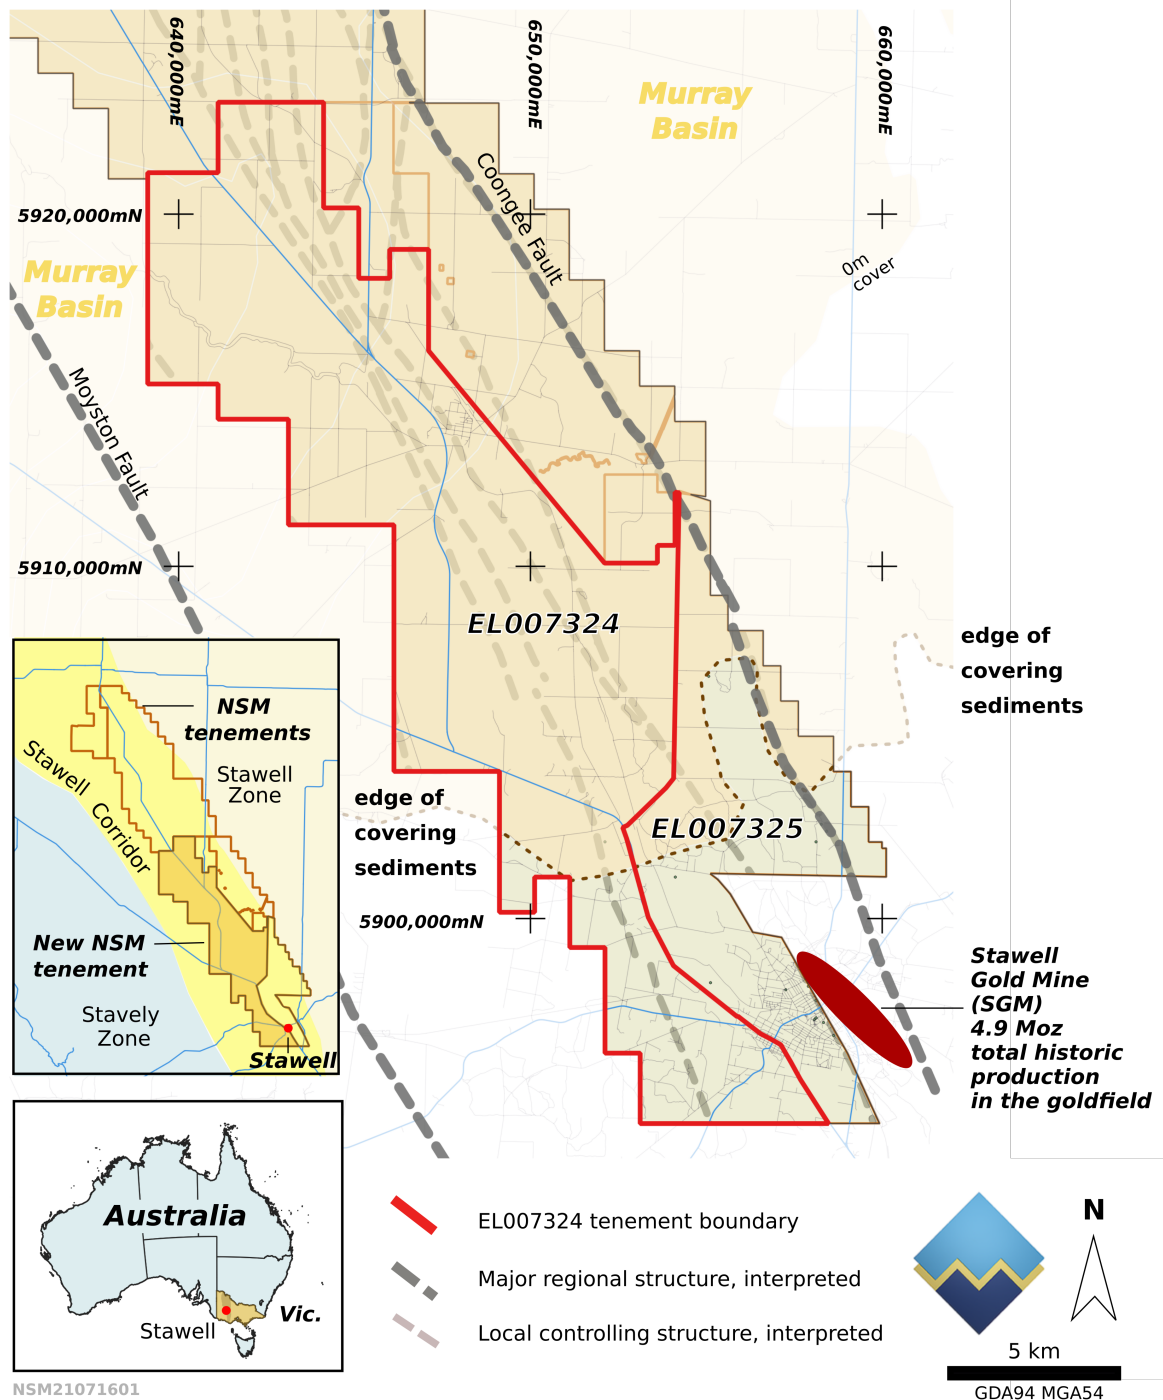 640,000mE
650,000mE
660,000mE
Murray
Basin
Coongee Fault
5920,000mN
0m
cover
Murray
Basin
Moyston Fault
5910,000mN
EL007324
edge of
covering
sediments
NSM
tenements
Stawell
Zone
Stawell Corridor
edge of
covering
sediments
EL007325
5900,000mN
New NSM
tenement
Stavely
Zone
Stawell
Stawell
Gold Mine
(SGM)
4.9 Moz
total historic
production
in the goldfield
Australia
Vic.
Stawell
EL007324 tenement boundary
Major regional structure, interpreted
Local controlling structure, interpreted
N
5 km
GDA94 MGA54
NSM21071601